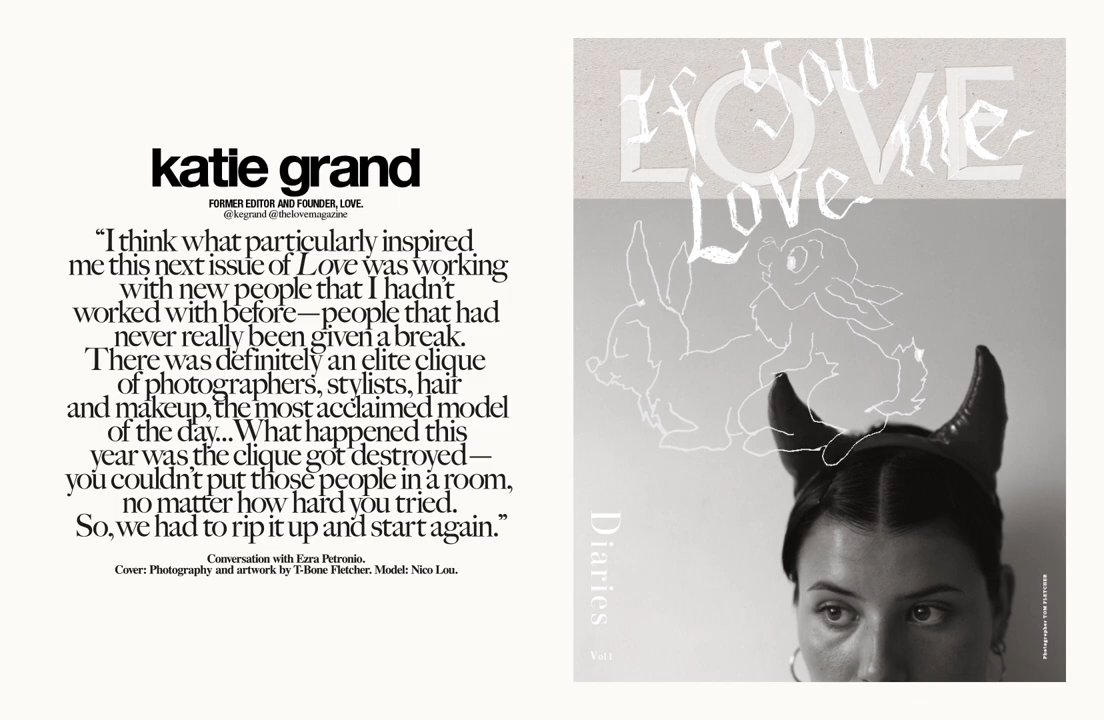 katie grand
FORMER EDITOR AND FOUNDER, LOVE.
@kegrand @thelovemagazine
“I think what particularly inspired
me this next issue of Love was working
with new people that I hadn’t
worked with before—people that had
never really been given a break.
There was definitely an elite clique
of photographers, stylists, hair
and makeup, the most acclaimed model
of the day...What happened this
year was the clique got destroyed—
you couldn’t put those people in a room,
no matter how hard you tried.
So, we had to rip it up and start again.”
Conversation with Ezra Petronio.
Cover: Photography and artwork by T-Bone Fletcher. Model: Nico Lou.
LOVE
If You
Love me
Diaries
Vol 1
Photographer TOM FLETCHER